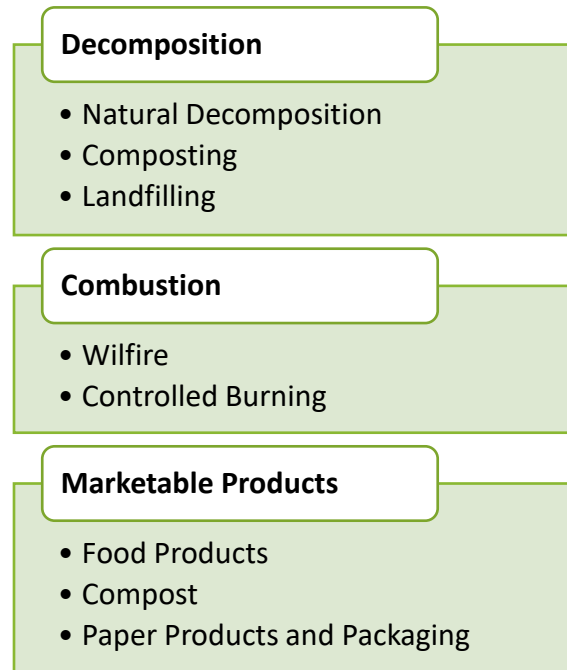 Decomposition
• Natural Decomposition
• Composting
• Landfilling
Combustion
• Wilfire
• Controlled Burning
Marketable Products
• Food Products
• Compost
• Paper Products and Packaging